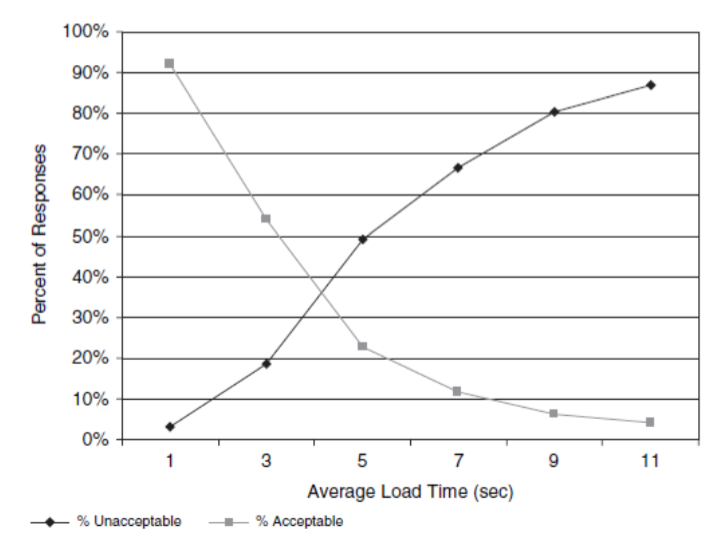 100%
90%
80%
70%
60%
50%
40%
30%
20%
10%
0%
Percent of Responses
1 3 5 7 9 11
Average Load Time (sec)
% Unacceptable % Acceptable